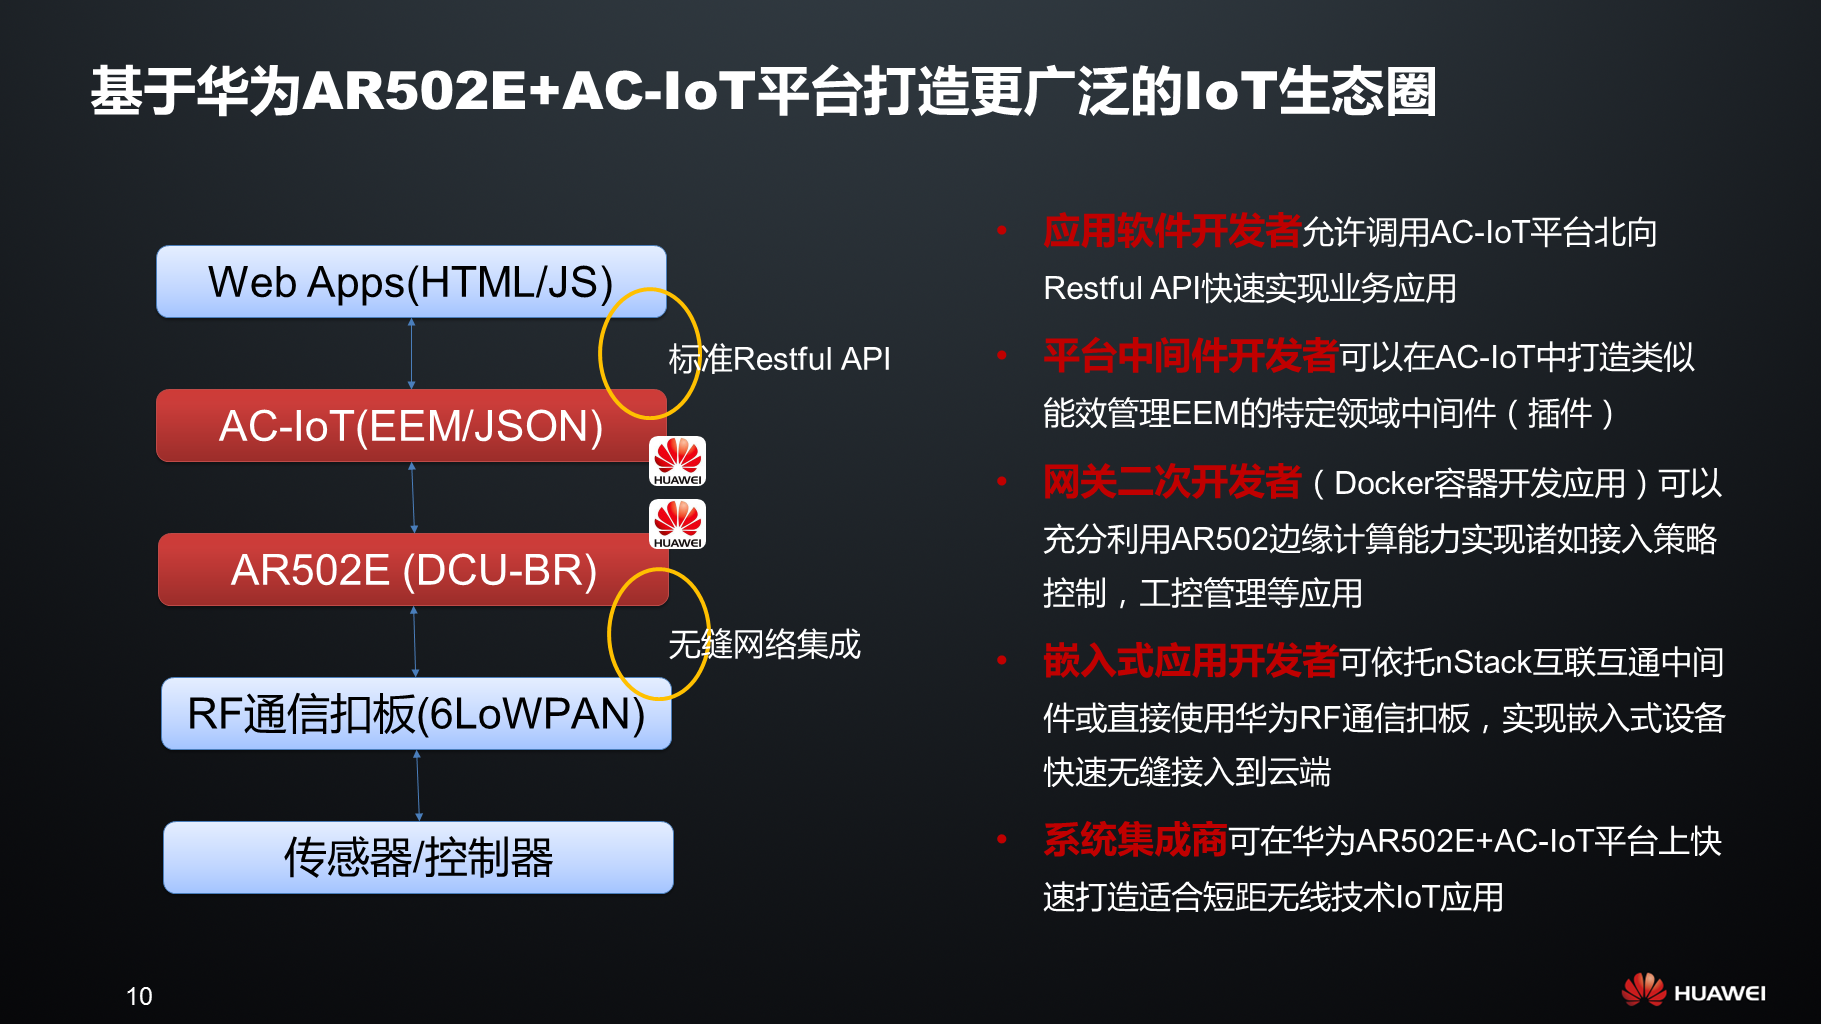 基于华为AR502E+AC-IoT平台打造更广泛的IoT生态圈
Web Apps(HTML/JS)
标准Restful API
AC-IoT(EEM/JSON)
HUAWEI
HUAWEI
AR502E (DCU-BR)
无缝网络集成
RF通信扣板(6LoWPAN)
传感器/控制器
• 应用软件开发者允许调用AC-IoT平台北向
Restful API快速实现业务应用
• 平台中间件开发者可以在AC-IoT中打造类似
能效管理EEM的特定领域中间件（插件）
• 网关二次开发者（Docker容器开发应用）可以
充分利用AR502边缘计算能力实现诸如接入策略
控制，工控管理等应用
• 嵌入式应用开发者可依托nStack互联互通中间
件或直接使用华为RF通信扣板，实现嵌入式设备
快速无缝接入到云端
• 系统集成商可在华为AR502E+AC-IoT平台上快
速打造适合短距无线技术IoT应用
10
HUAWEI